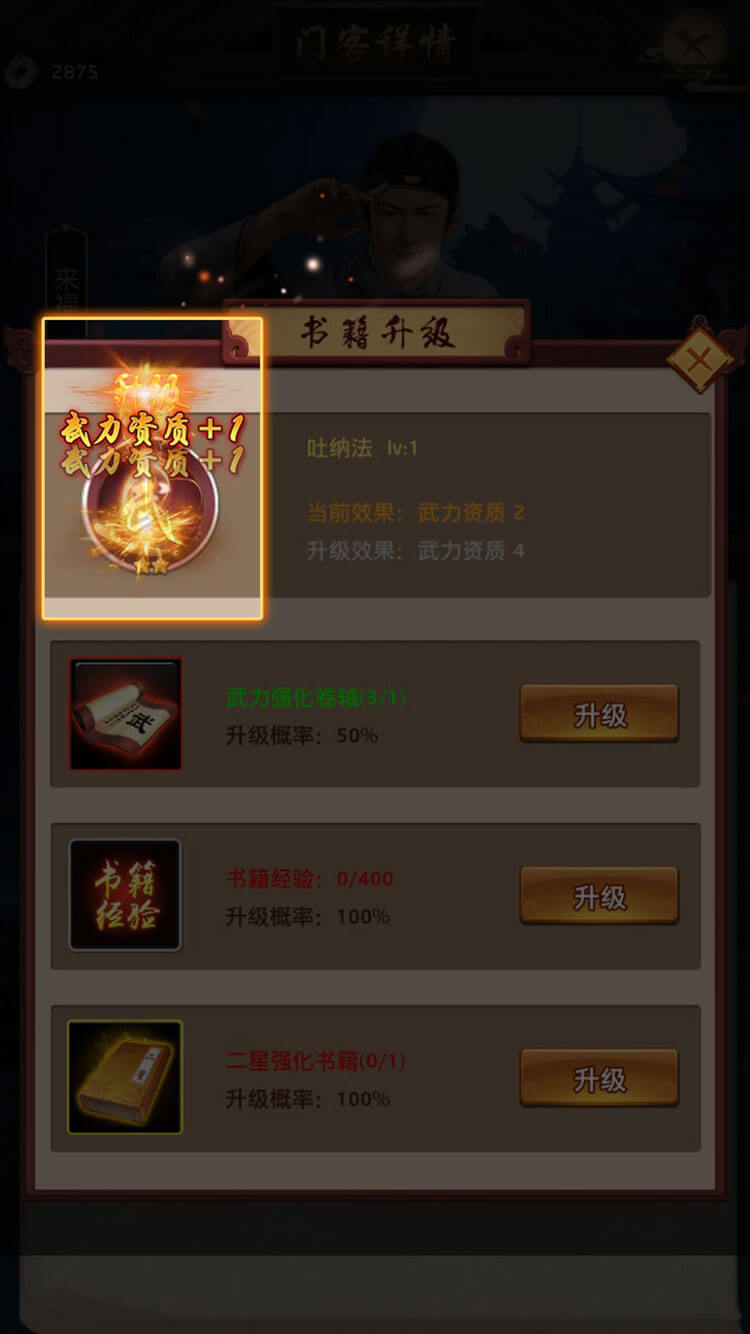 门客详情
2875
来福
书籍升级
升级
武力资质+1
武力资质+1
武
吐纳法 lv:1
当前效果：武力资质 2
升级效果：武力资质 4
武
武力强化卷轴(3/1)
升级概率：50%
升级
书籍经验
书籍经验：0/400
升级概率：100%
升级
二星强化书籍(0/1)
升级概率：100%
升级